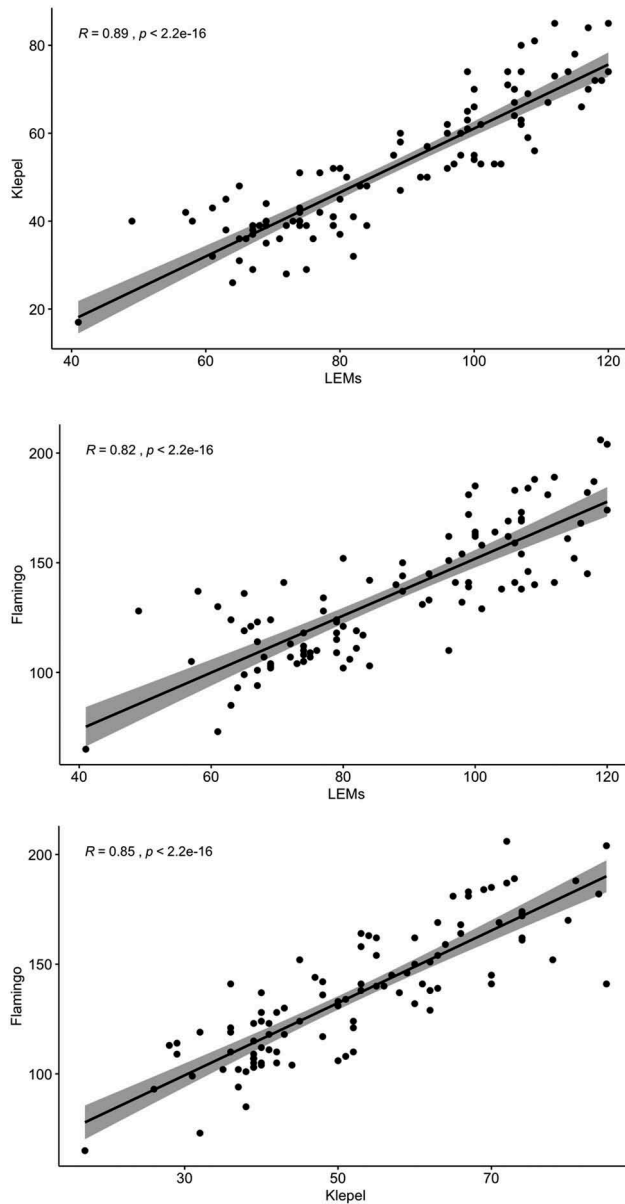 R = 0.89 , p < 2.2e-16
80
60
40
20
Klepel
40 60 80 100 120
LEMs
R = 0.82 , p < 2.2e-16
200
150
100
Flamingo
40 60 80 100 120
LEMs
R = 0.85 , p < 2.2e-16
200
150
100
Flamingo
30 50 70
Klepel